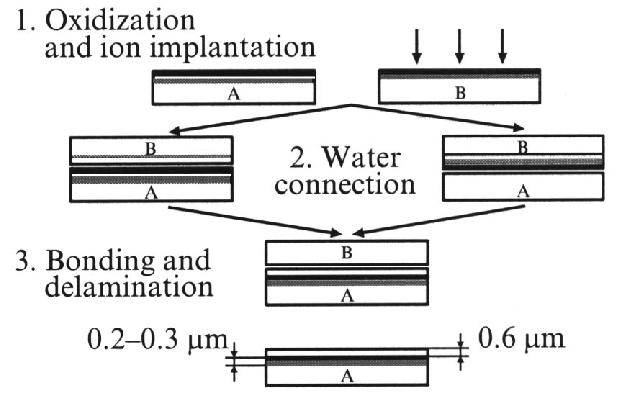 1. Oxidization
and ion implantation
A
B
B
A
2. Water
connection
B
A
3. Bonding and
delamination
B
A
0.2–0.3 μm
0.6 μm
A